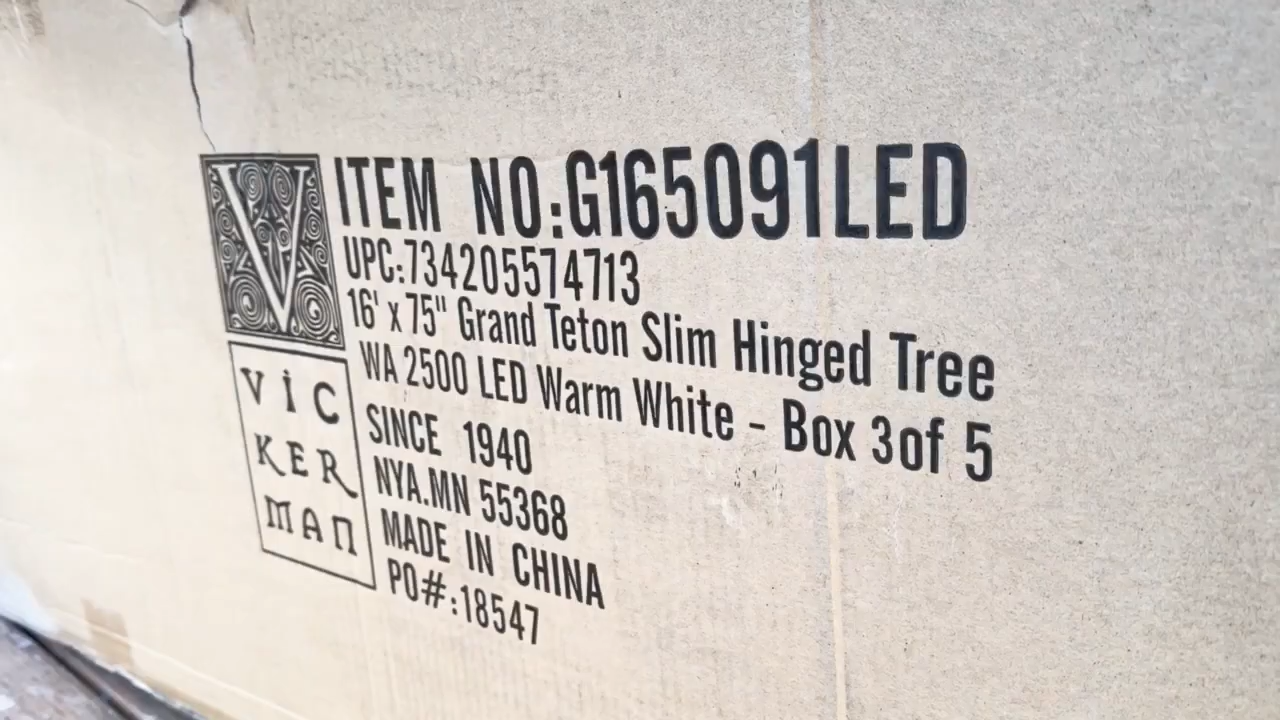 V
VİC
KER
MAN
ITEM NO:G165091LED
UPC:734205574713
16' x 75" Grand Teton Slim Hinged Tree
WA 2500 LED Warm White - Box 3of 5
SINCE 1940
NYA.MN 55368
MADE IN CHINA
PO#:18547